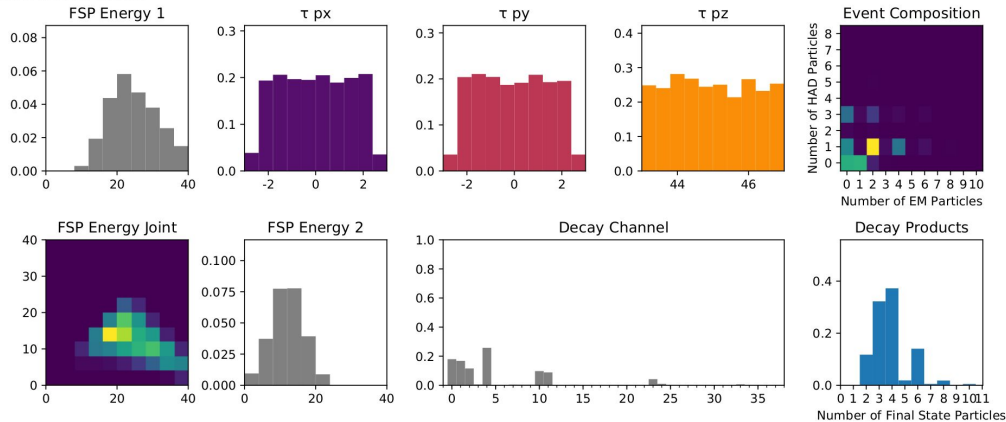 FSP Energy 1
0.08
0.06
0.04
0.02
0.00
0 20 40
τ px
0.3
0.2
0.1
0.0
-2 0 2
τ py
0.3
0.2
0.1
0.0
-2 0 2
τ pz
0.4
0.3
0.2
0.1
0.0
44 46
Event Composition
Number of HAD Particles
8
7
6
5
4
3
2
1
0
0 1 2 3 4 5 6 7 8 9 10
Number of EM Particles
FSP Energy Joint
40
30
20
10
0
0 20 40
FSP Energy 2
0.100
0.075
0.050
0.025
0.000
0 20 40
Decay Channel
1.0
0.8
0.6
0.4
0.2
0.0
0 5 10 15 20 25 30 35
Decay Products
0.4
0.2
0.0
0 1 2 3 4 5 6 7 8 9 10 11
Number of Final State Particles